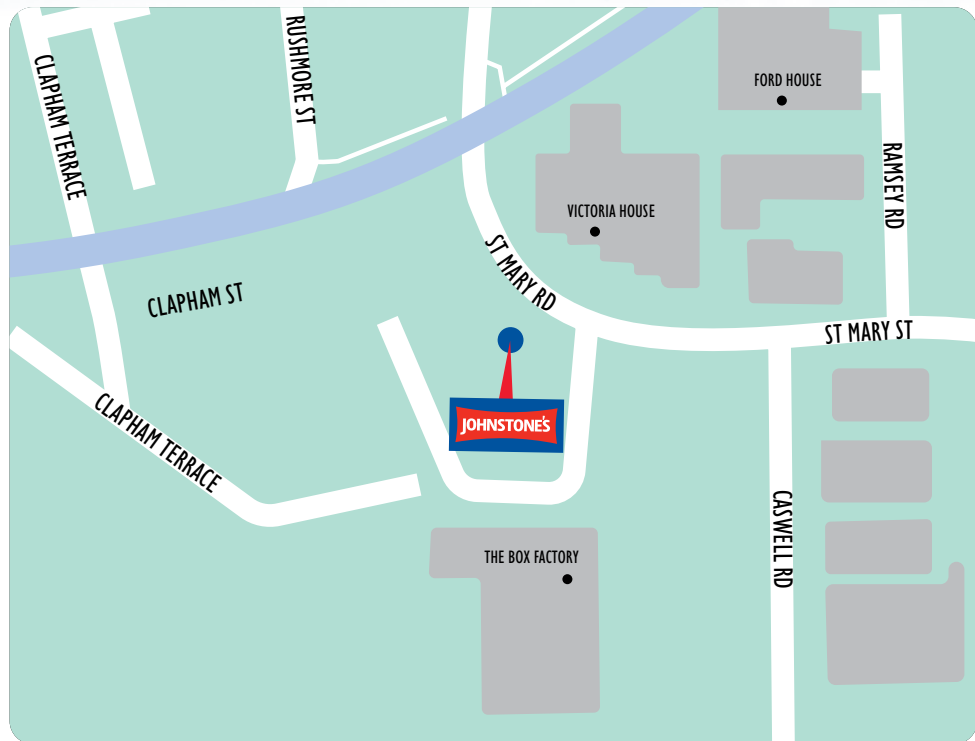 RUSHMORE ST
CLAPHAM TERRACE
FORD HOUSE
RAMSEY RD
VICTORIA HOUSE
ST MARY RD
CLAPHAM ST
ST MARY ST
CLAPHAM TERRACE
JOHNSTONE'S
CASWELL RD
THE BOX FACTORY